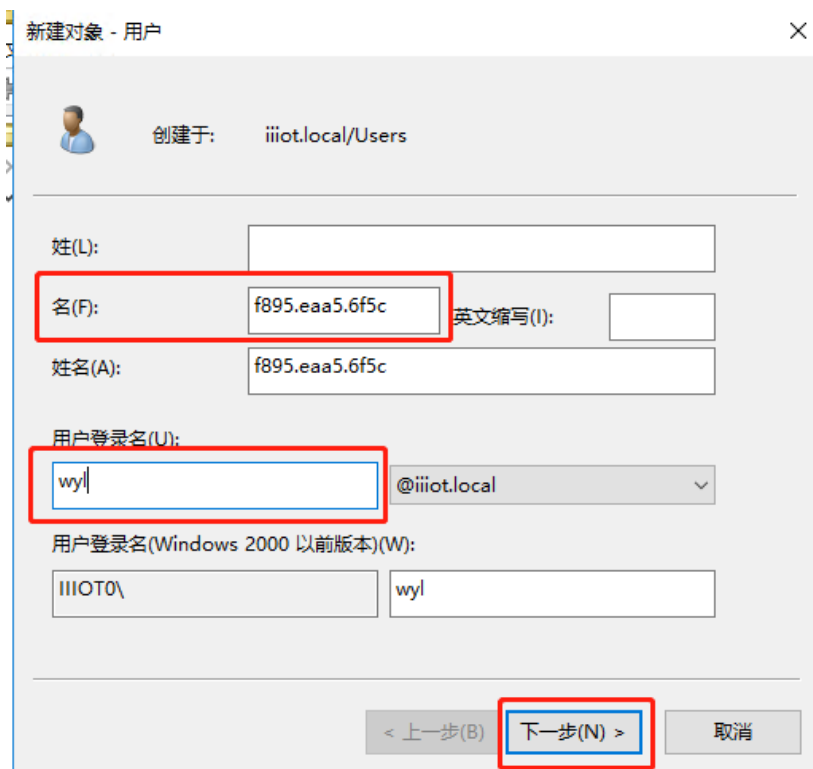 新建对象 - 用户
创建于: iiiot.local/Users
姓(L):
名(F): f895.eaa5.6f5c 英文缩写(I):
姓名(A): f895.eaa5.6f5c
用户登录名(U):
wyl @iiiot.local
用户登录名(Windows 2000 以前版本)(W):
IIIOT0\ wyl
< 上一步(B) 下一步(N) > 取消